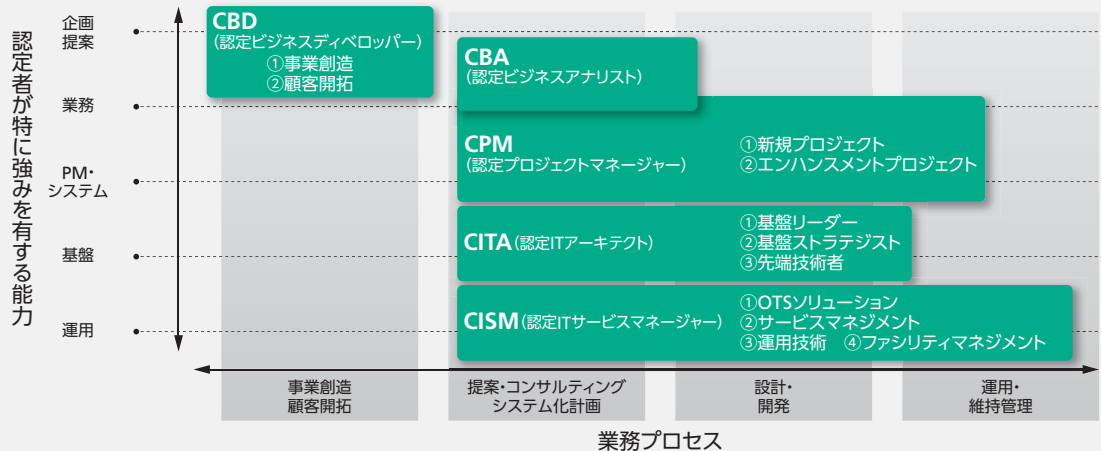 認定者が特に強みを有する能力
企画
提案
業務
PM・
システム
基盤
運用
CBD
(認定ビジネスディベロッパー)
①事業創造
②顧客開拓
CBA
(認定ビジネスアナリスト)
CPM
(認定プロジェクトマネージャー)
①新規プロジェクト
②エンハンスメントプロジェクト
CITA(認定ITアーキテクト)
①基盤リーダー
②基盤ストラテジスト
③先端技術者
CISM(認定ITサービスマネージャー)
①OTSソリューション
②サービスマネジメント
③運用技術 ④ファシリティマネジメント
事業創造
顧客開拓
提案・コンサルティング
システム化計画
設計・
開発
運用・
維持管理
業務プロセス